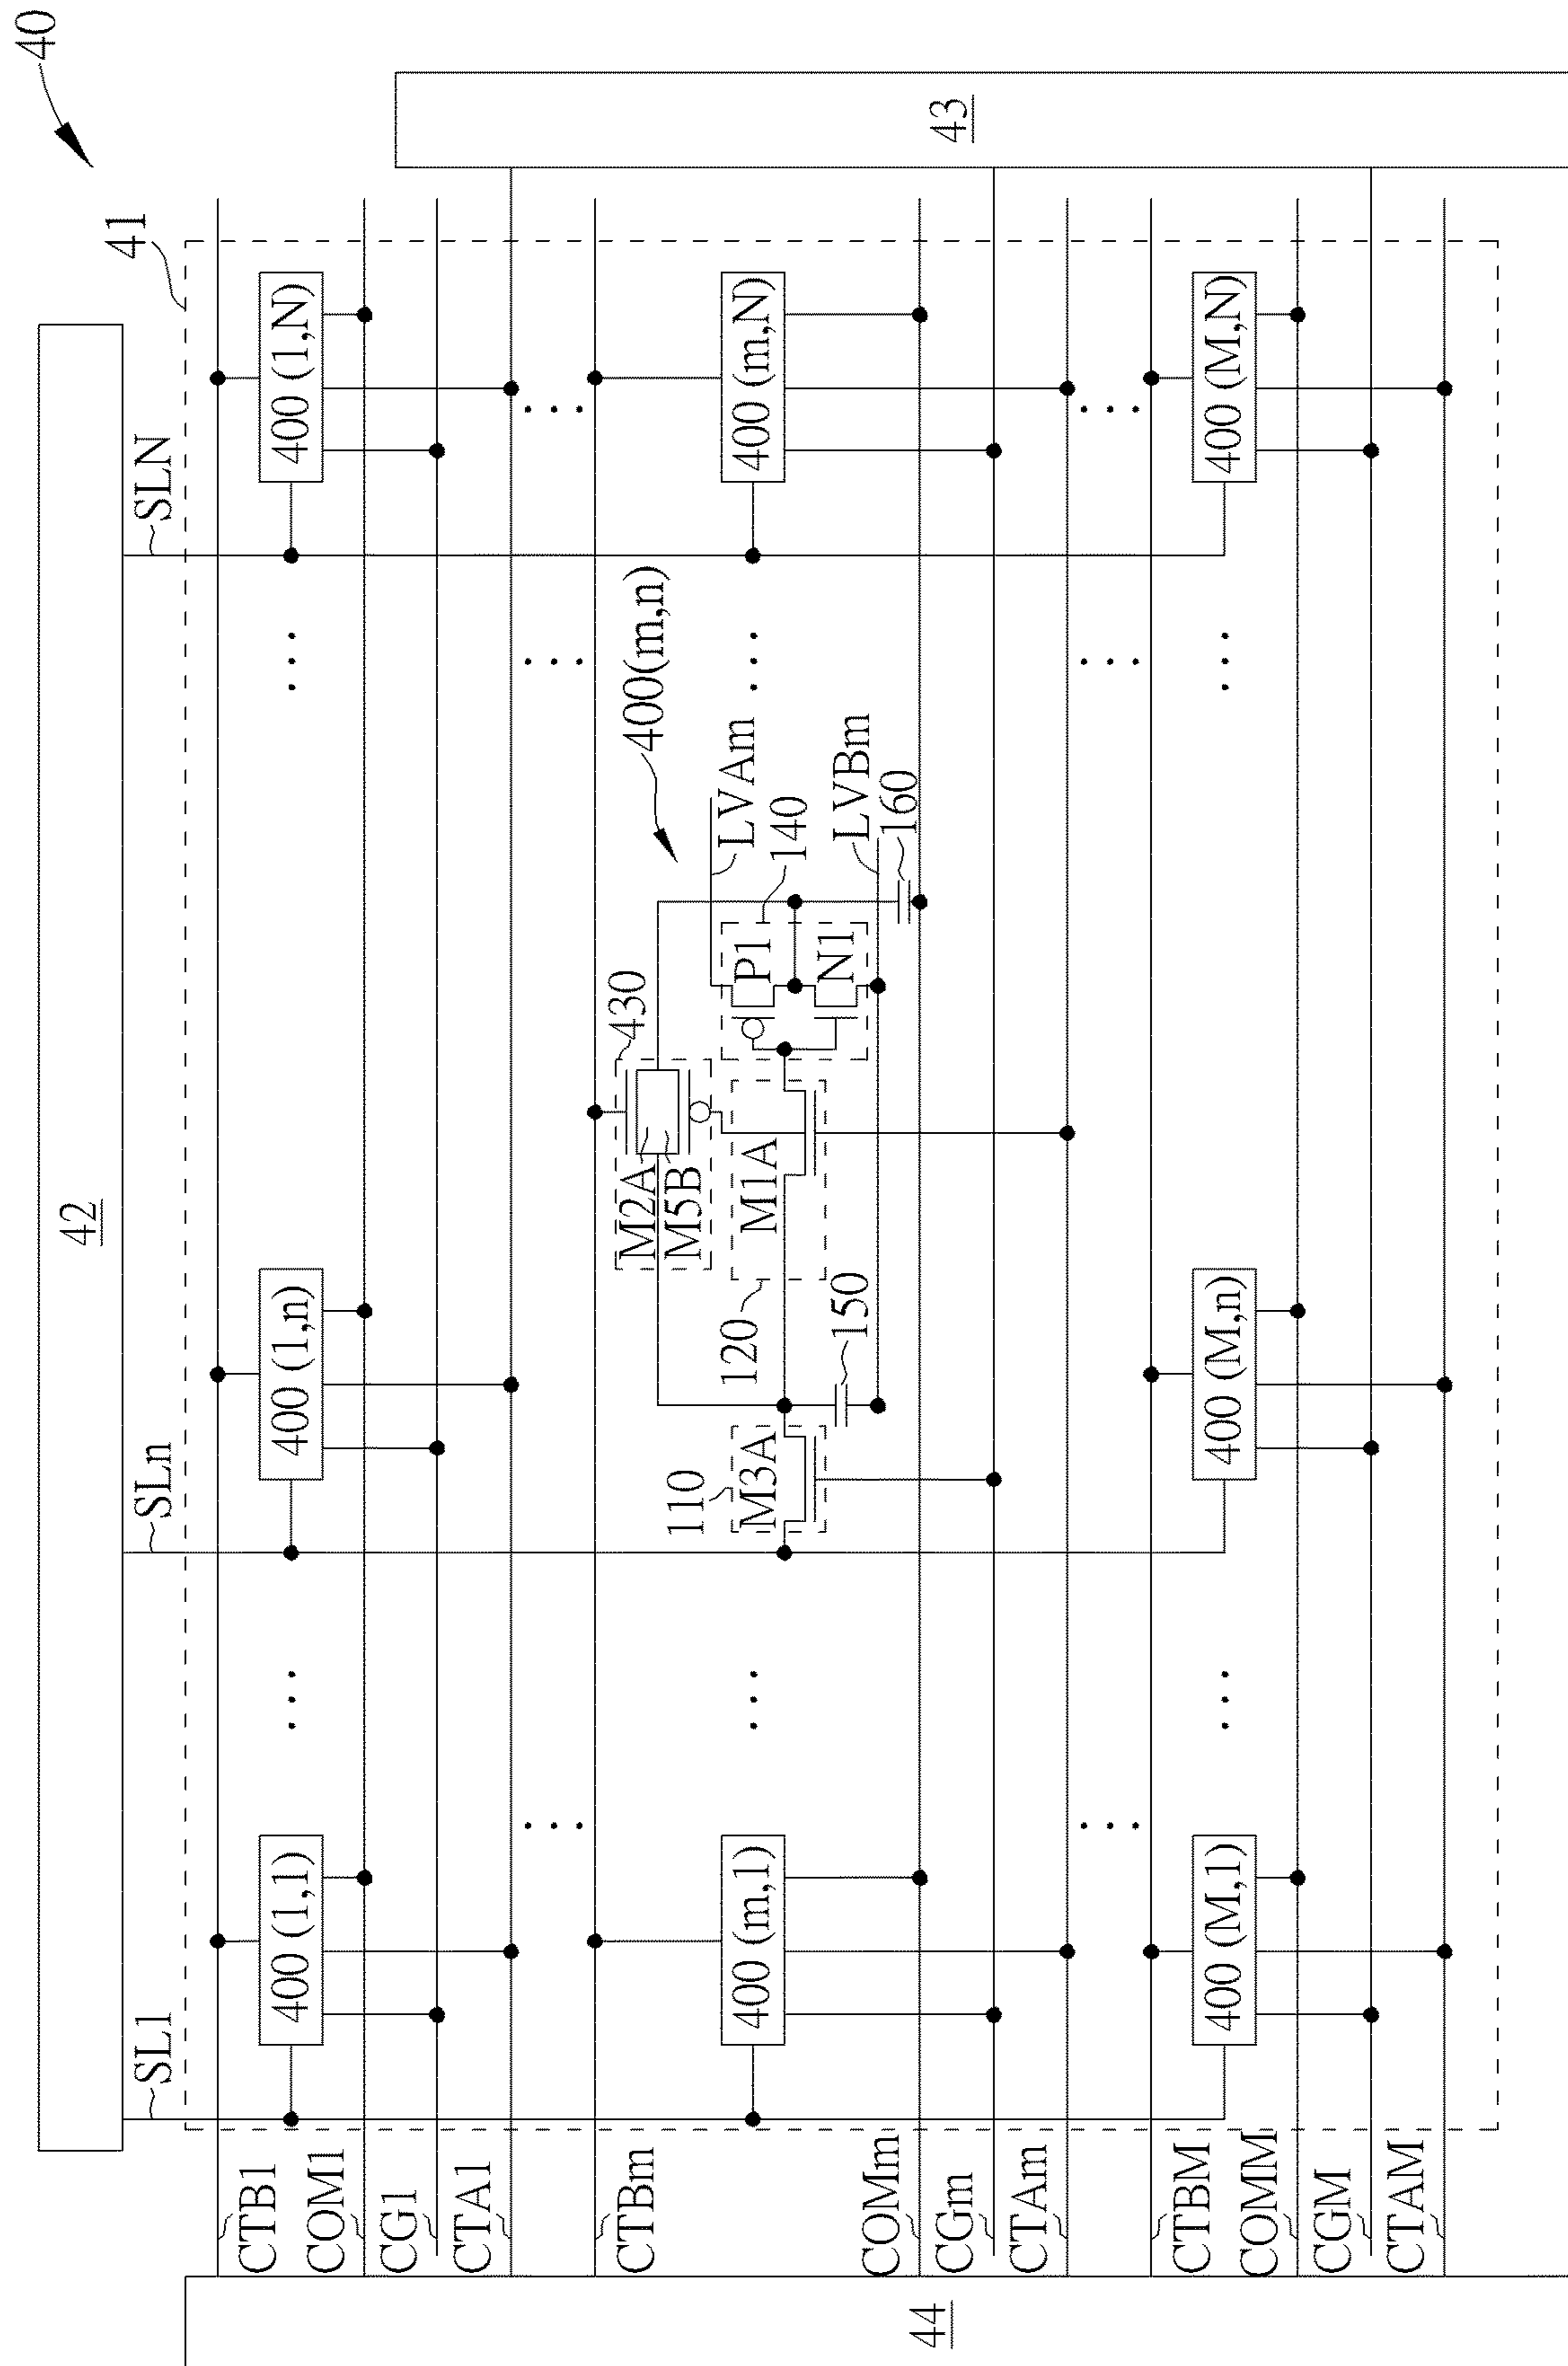 40
42
41
43
44
SL1
SLn
SLN
CTB1
COM1
CG1
CTA1
CTBm
COMm
CGm
CTAm
CTBM
COMM
CGM
CTAM
400 (1,1)
400 (1,n)
400 (1,N)
400 (m,1)
400(m,n)
400 (m,N)
400 (M,1)
400 (M,n)
400 (M,N)
430
M2A
M5B
LVAm
140
P1
N1
LVBm
160
110
M3A
120
M1A
150